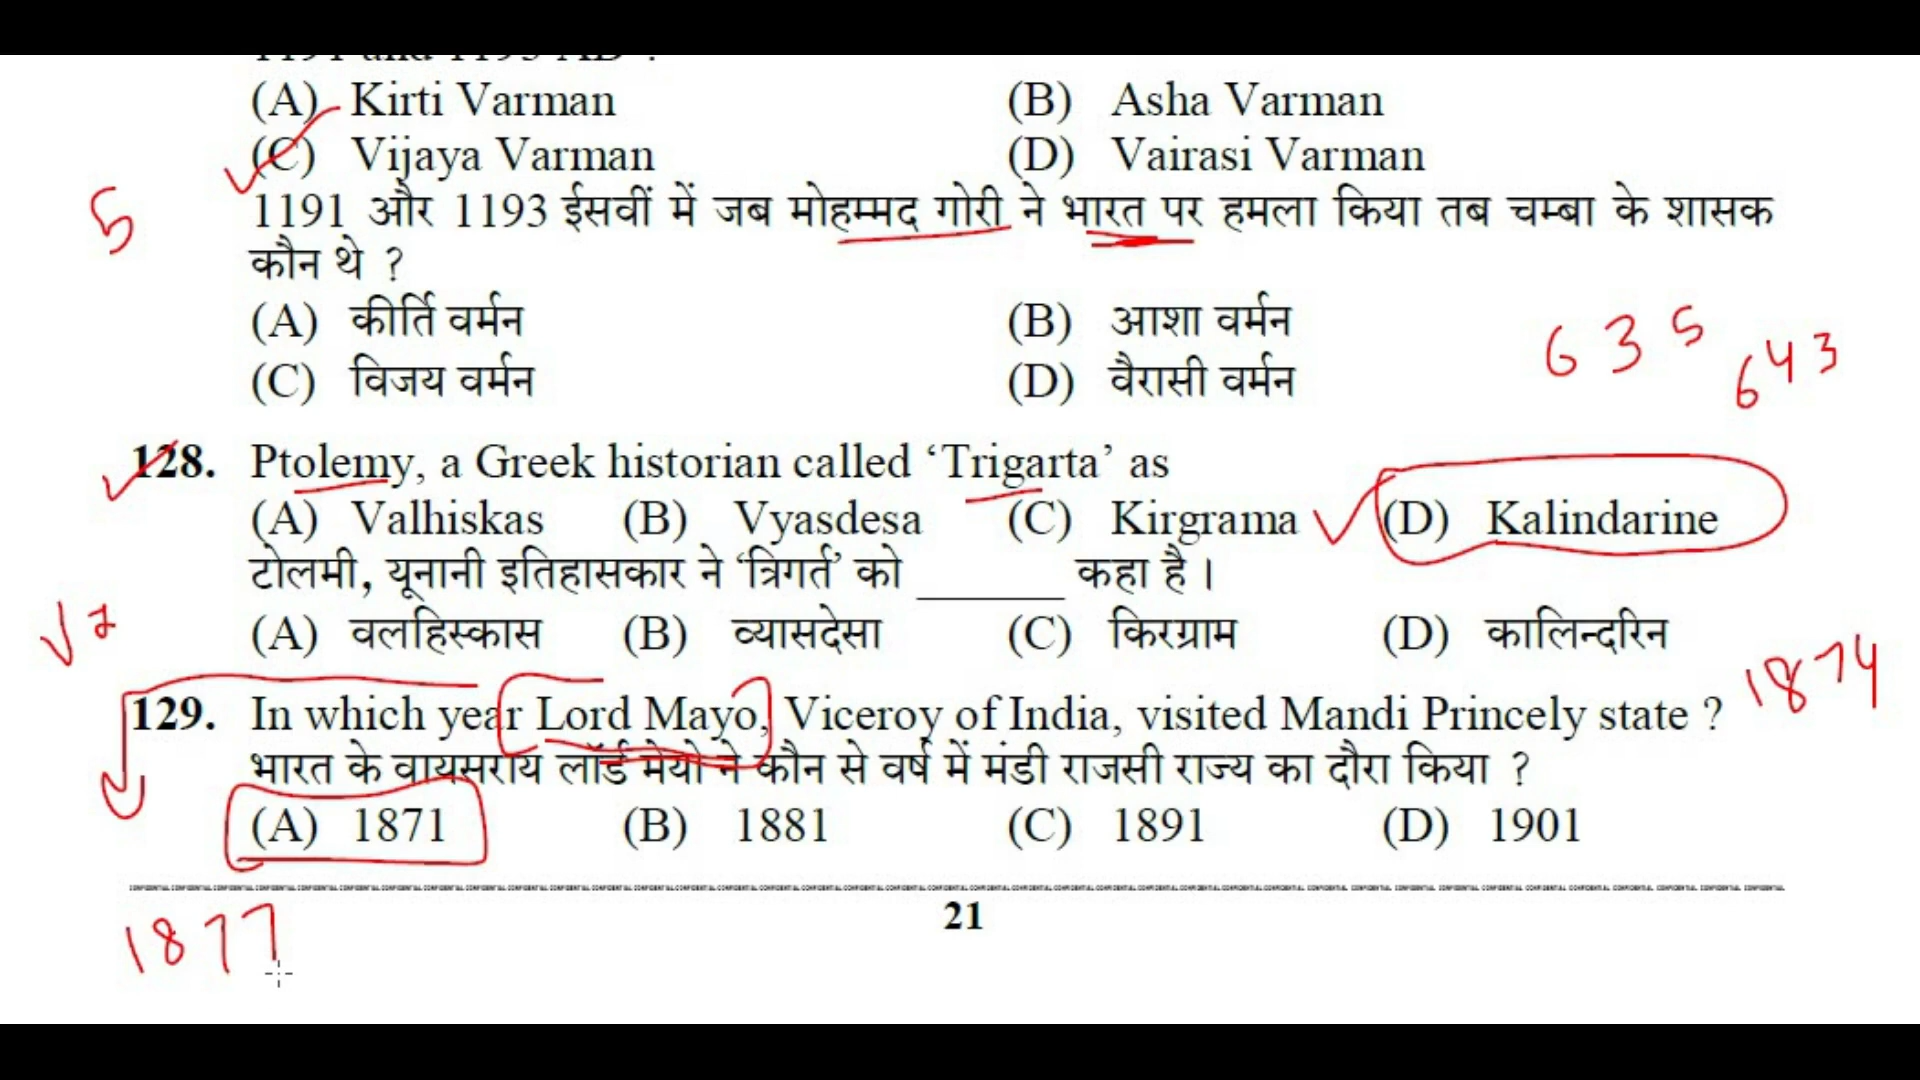 1191 and 1193 AD ?
(A) Kirti Varman (B) Asha Varman
(C) Vijaya Varman (D) Vairasi Varman
5
1191 और 1193 ईसवीं में जब मोहम्मद गोरी ने भारत पर हमला किया तब चम्बा के शासक
कौन थे ?
(A) कीर्ति वर्मन (B) आशा वर्मन
635
643
(C) विजय वर्मन (D) वैरासी वर्मन
128. Ptolemy, a Greek historian called ‘Trigarta’ as
(A) Valhiskas (B) Vyasdesa (C) Kirgrama (D) Kalindarine
टोलमी, यूनानी इतिहासकार ने ‘त्रिगर्त’ को ______ कहा है।
(A) वलहिस्कास (B) व्यासदेसा (C) किरग्राम (D) कालिन्दरिन
1874
129. In which year Lord Mayo, Viceroy of India, visited Mandi Princely state ?
भारत के वायसराय लॉर्ड मेयो ने कौन से वर्ष में मंडी राजसी राज्य का दौरा किया ?
(A) 1871 (B) 1881 (C) 1891 (D) 1901
21
1877